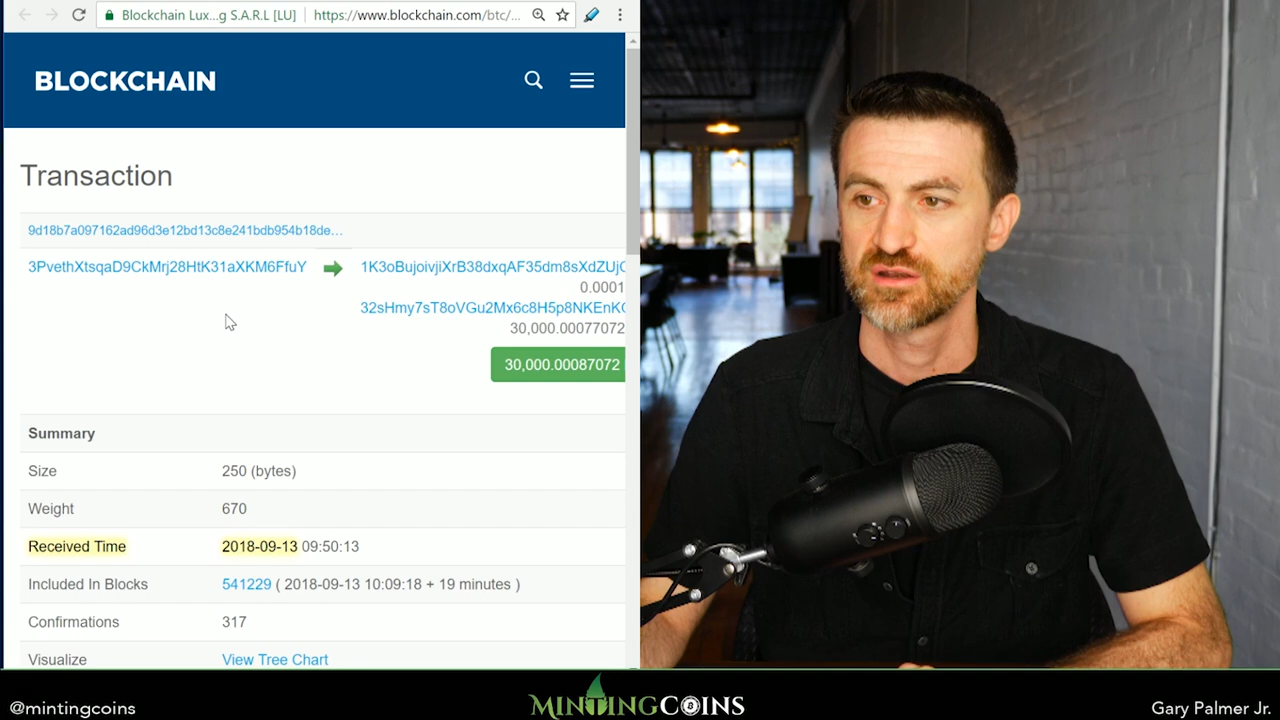 Blockchain Lux...g S.A.R.L [LU]
https://www.blockchain.com/btc/...
BLOCKCHAIN
Transaction
9d18b7a097162ad96d3e12bd13c8e241bdb954b18de...
3PvethXtsqaD9CkMrj28HtK31aXKM6FfuY
1K3oBujoivjiXrB38dxqAF35dm8sXdZUjC
0.0001
32sHmy7sT8oVGu2Mx6c8H5p8NKEnK
30,000.00077072
30,000.00087072
Summary
Size 250 (bytes)
Weight 670
Received Time 2018-09-13 09:50:13
Included In Blocks 541229 ( 2018-09-13 10:09:18 + 19 minutes )
Confirmations 317
Visualize View Tree Chart
@mintingcoins
MINTINGCOINS
Gary Palmer Jr.